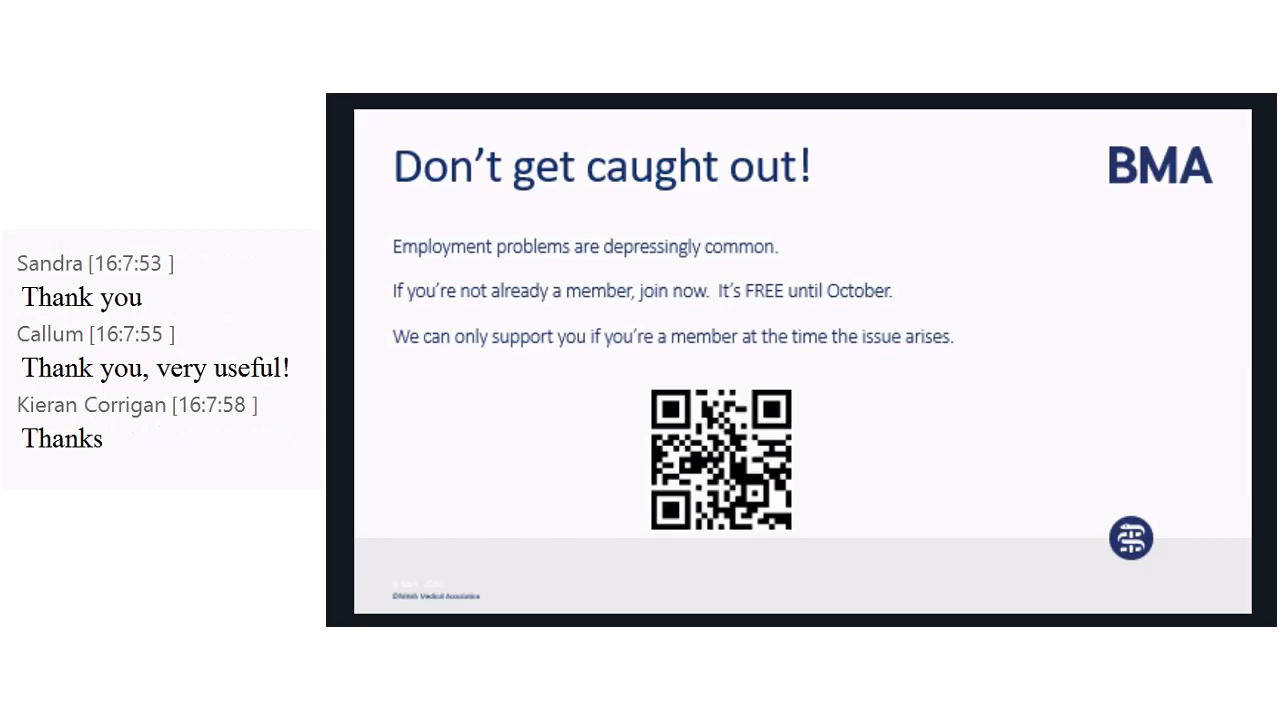 Sandra [16:7:53 ]
Thank you
Callum [16:7:55 ]
Thank you, very useful!
Kieran Corrigan [16:7:58 ]
Thanks
Don't get caught out!
BMA
Employment problems are depressingly common.
If you're not already a member, join now.  It's FREE until October.
We can only support you if you're a member at the time the issue arises.
©British Medical Association